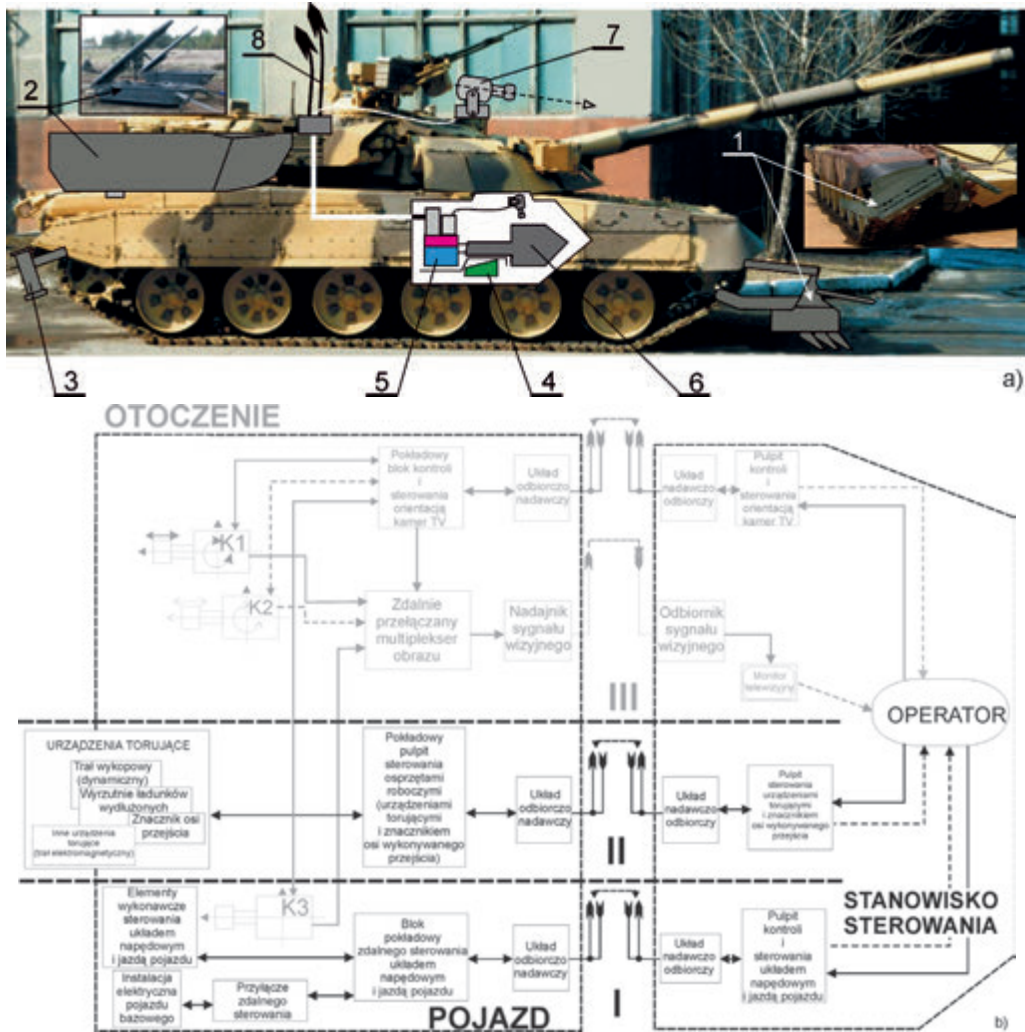 8
7
2
1
3
5
4
6
a)
OTOCZENIE
Pokładowy
blok kontroli
i
sterowania
orientacją
kamer TV
Układ
odbiorczo
nadawczy
Układ
nadawczo
odbiorczy
Pulpit
kontroli
i
sterowania
orientacją
kamer TV
K1
K2
Zdalnie
przełączany
multiplekser
obrazu
Nadajnik
sygnału
wizyjnego
Odbiornik
sygnału
wizyjnego
Monitor
telewizyjny
III
OPERATOR
URZĄDZENIA TORUJĄCE
Trał wykopowy
(dynamiczny)
Wyrzutnie ładunków
wydłużonych
Znacznik osi
przejścia
Inne urządzenia
torujące
(trał elektromagnetyczny)
Pokładowy
pulpit
sterowania
osprzętami
roboczymi
(urządzeniami
torującymi
i znacznikiem
osi wykonywanego
przejścia)
Układ
odbiorczo
nadawczy
II
Układ
nadawczo
odbiorczy
Pulpit
sterowania
urządzeniami
torującymi
i znacznikiem
osi wykonywanego
przejścia
Elementy
wykonawcze
sterowania
układem
napędowym
i jazdą pojazdu
K3
Blok
pokładowy
zdalnego sterowania
układem
napędowym
i jazdą pojazdu
Układ
odbiorczo
nadawczy
I
Układ
nadawczo
odbiorczy
Pulpit
kontroli
i
sterowania
układem
napędowym
i jazdą pojazdu
STANOWISKO
STEROWANIA
Instalacja
elektryczna
pojazdu
bazowego
Przyłącze
zdalnego
sterowania
POJAZD
b)